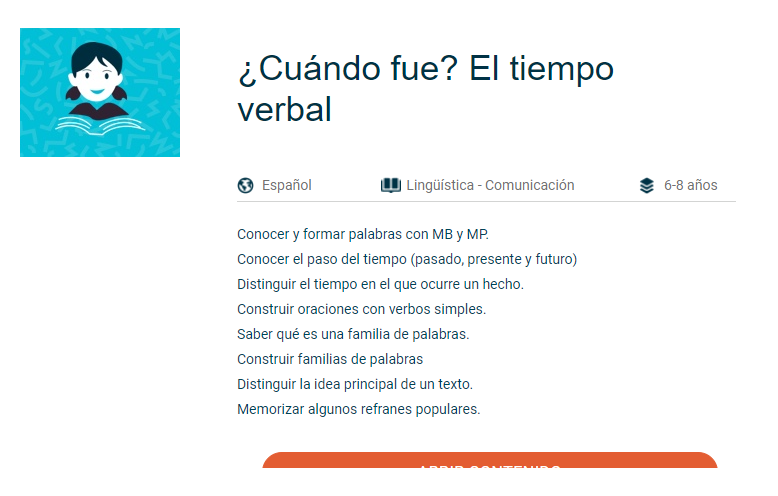 ¿Cuándo fue? El tiempo
verbal
Español
Lingüística - Comunicación
6-8 años
Conocer y formar palabras con MB y MP.
Conocer el paso del tiempo (pasado, presente y futuro)
Distinguir el tiempo en el que ocurre un hecho.
Construir oraciones con verbos simples.
Saber qué es una familia de palabras.
Construir familias de palabras
Distinguir la idea principal de un texto.
Memorizar algunos refranes populares.
ABRIR CONTENIDO